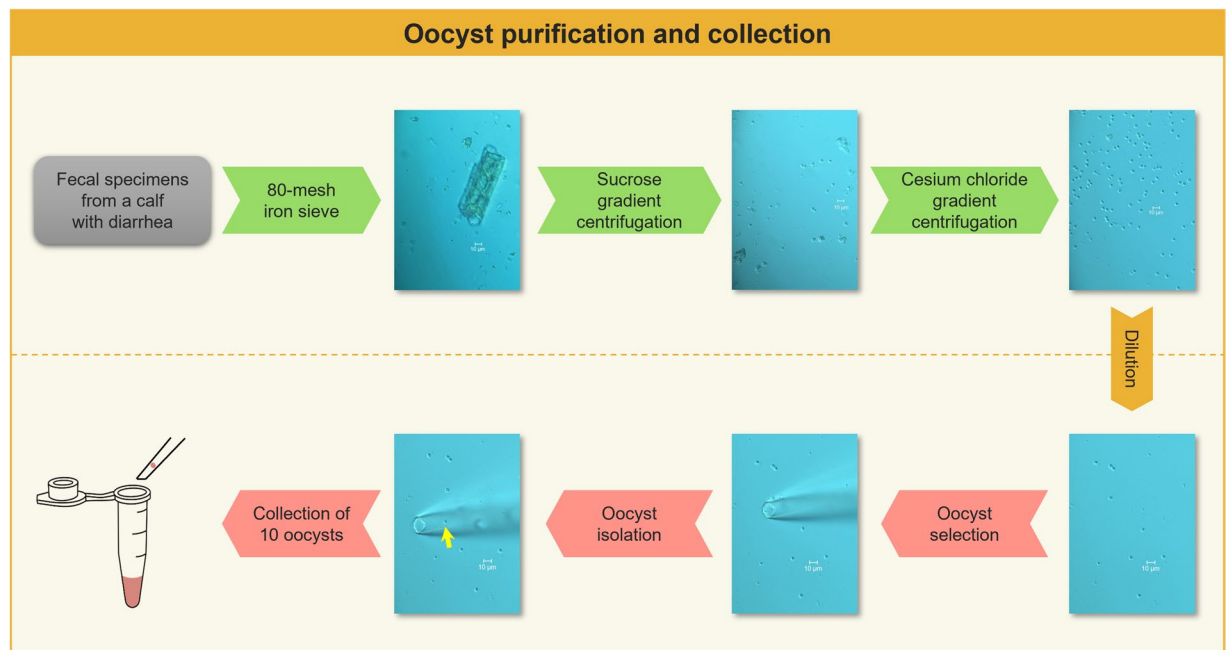 Oocyst purification and collection
Fecal specimens
from a calf
with diarrhea
80-mesh
iron sieve
10 µm
Sucrose
gradient
centrifugation
10 µm
Cesium chloride
gradient
centrifugation
10 µm
Dilution
10 µm
Oocyst
selection
10 µm
Oocyst
isolation
10 µm
Collection of
10 oocysts